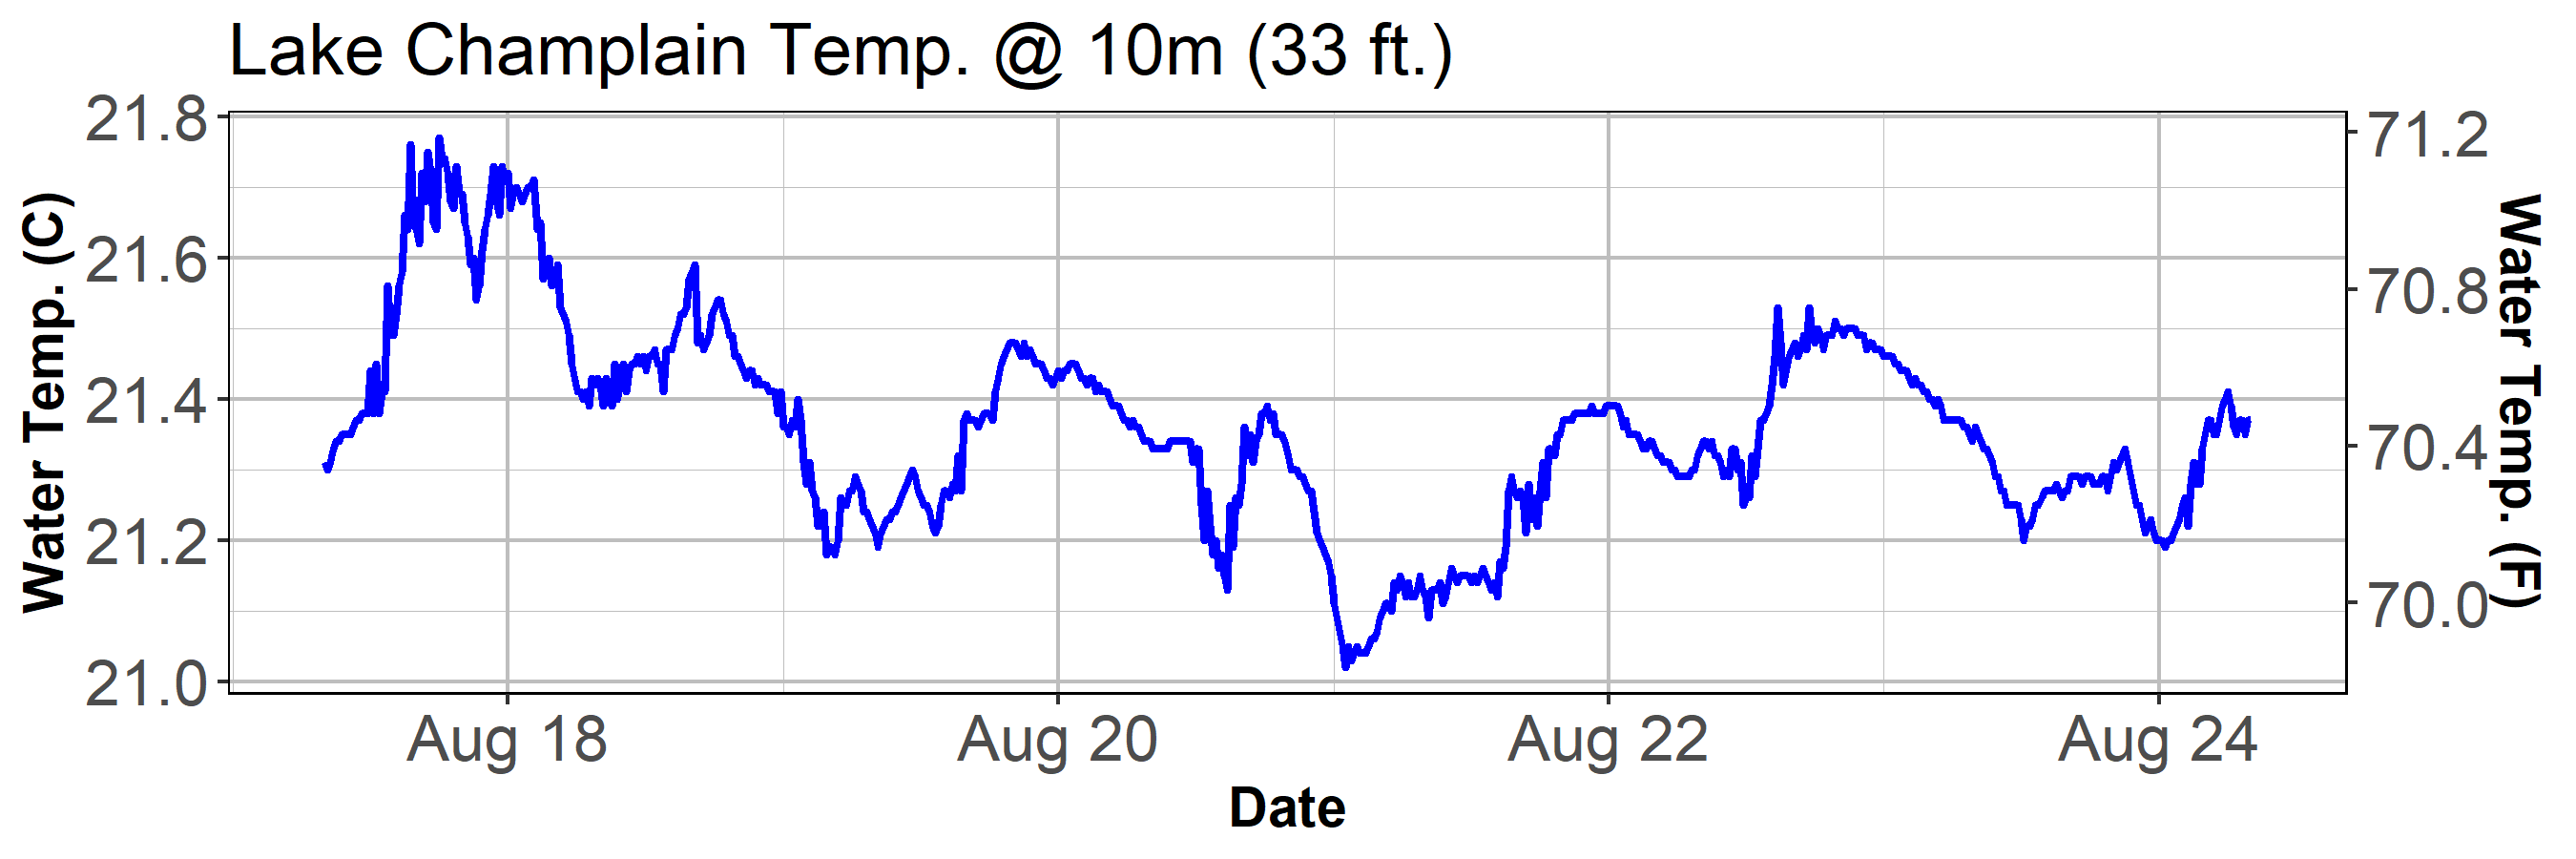 Lake Champlain Temp. @ 10m (33 ft.)
Water Temp. (C)
21.8
21.6
21.4
21.2
21.0
71.2
70.8
70.4
70.0
Water Temp. (F)
Aug 18
Aug 20
Aug 22
Aug 24
Date